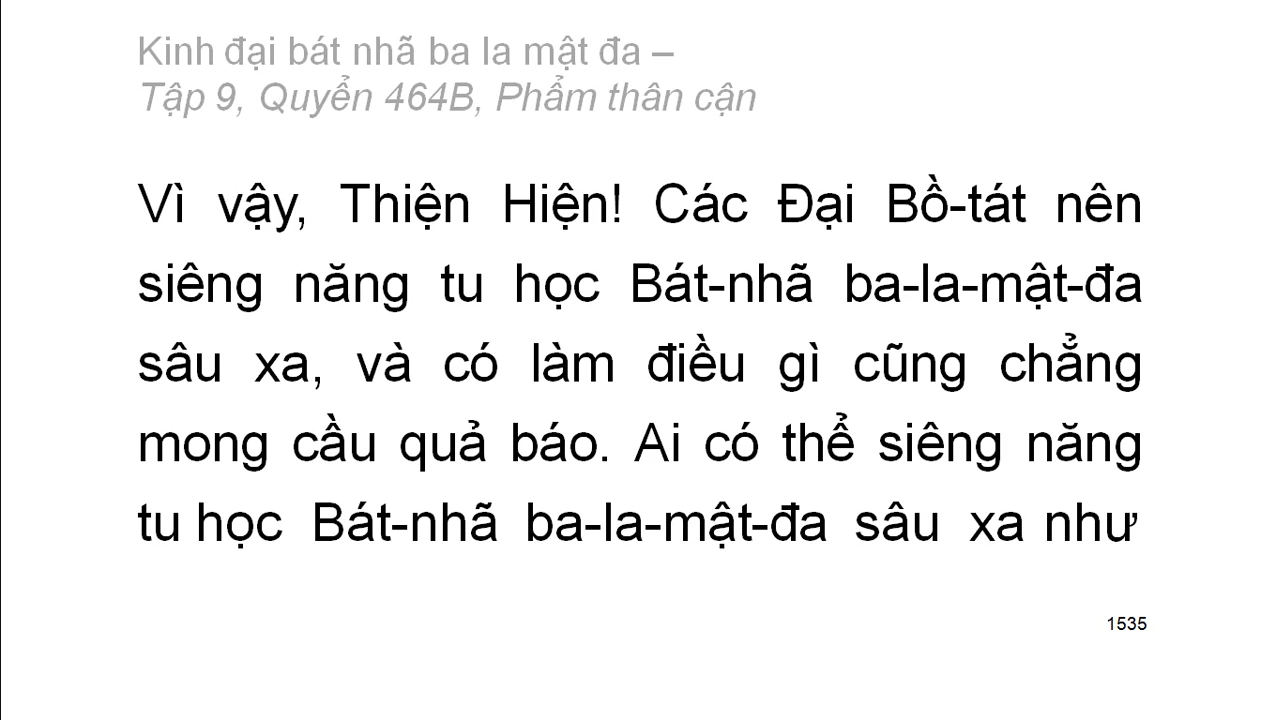 Kinh đại bát nhã ba la mật đa –
Tập 9, Quyển 464B, Phẩm thân cận
Vì vậy, Thiện Hiện! Các Đại Bồ-tát nên
siêng năng tu học Bát-nhã ba-la-mật-đa
sâu xa, và có làm điều gì cũng chẳng
mong cầu quả báo. Ai có thể siêng năng
tu học Bát-nhã ba-la-mật-đa sâu xa như
1535